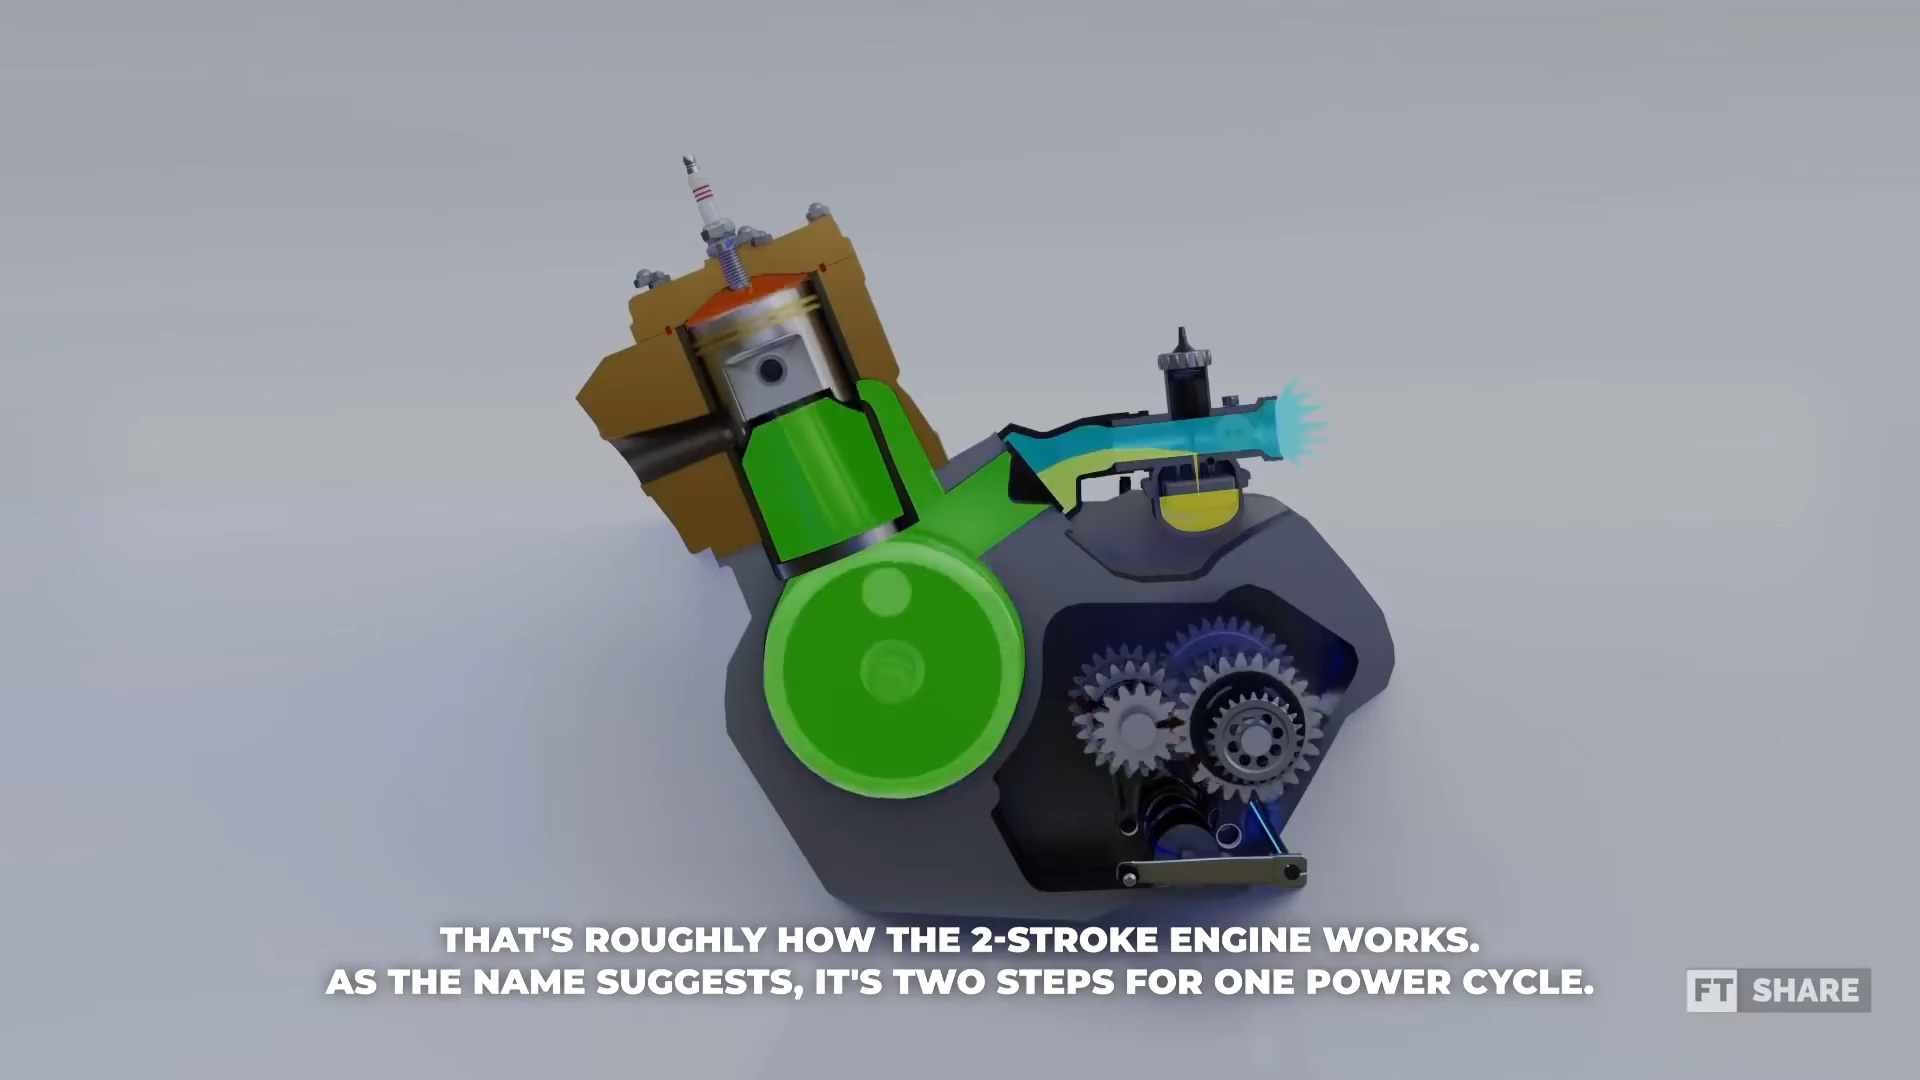 THAT'S ROUGHLY HOW THE 2-STROKE ENGINE WORKS.
AS THE NAME SUGGESTS, IT'S TWO STEPS FOR ONE POWER CYCLE.
FT SHARE